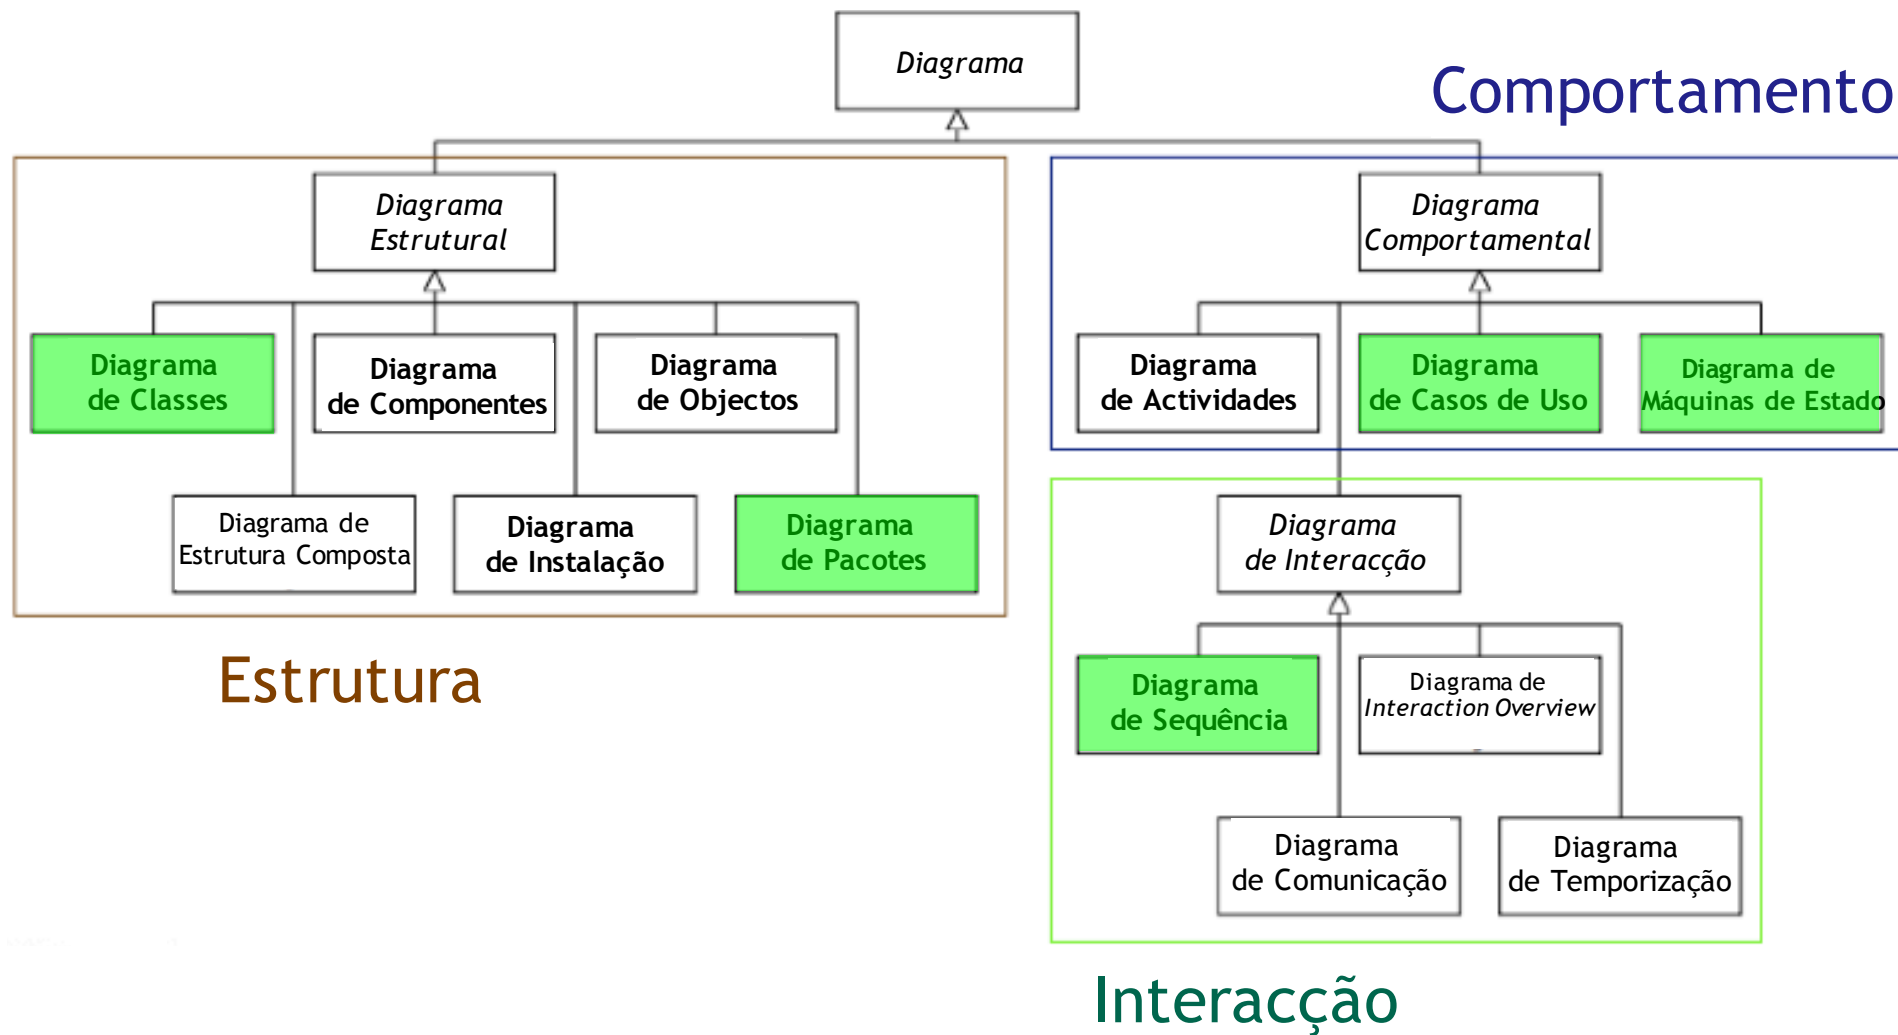 Diagrama
Comportamento
Diagrama
Estrutural
Diagrama
Comportamental
Diagrama
de Classes
Diagrama
de Componentes
Diagrama
de Objectos
Diagrama
de Actividades
Diagrama
de Casos de Uso
Diagrama de
Máquinas de Estado
Diagrama de
Estrutura Composta
Diagrama
de Instalação
Diagrama
de Pacotes
Diagrama
de Interacção
Estrutura
Diagrama
de Sequência
Diagrama de
Interaction Overview
Diagrama
de Comunicação
Diagrama
de Temporização
Interacção